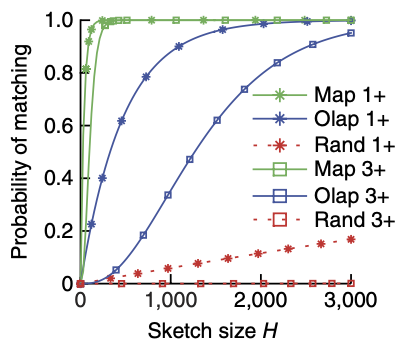 Probability of matching
1.0
0.8
0.6
0.4
0.2
0
0
1,000
2,000
3,000
Sketch size H
Map 1+
Olap 1+
Rand 1+
Map 3+
Olap 3+
Rand 3+